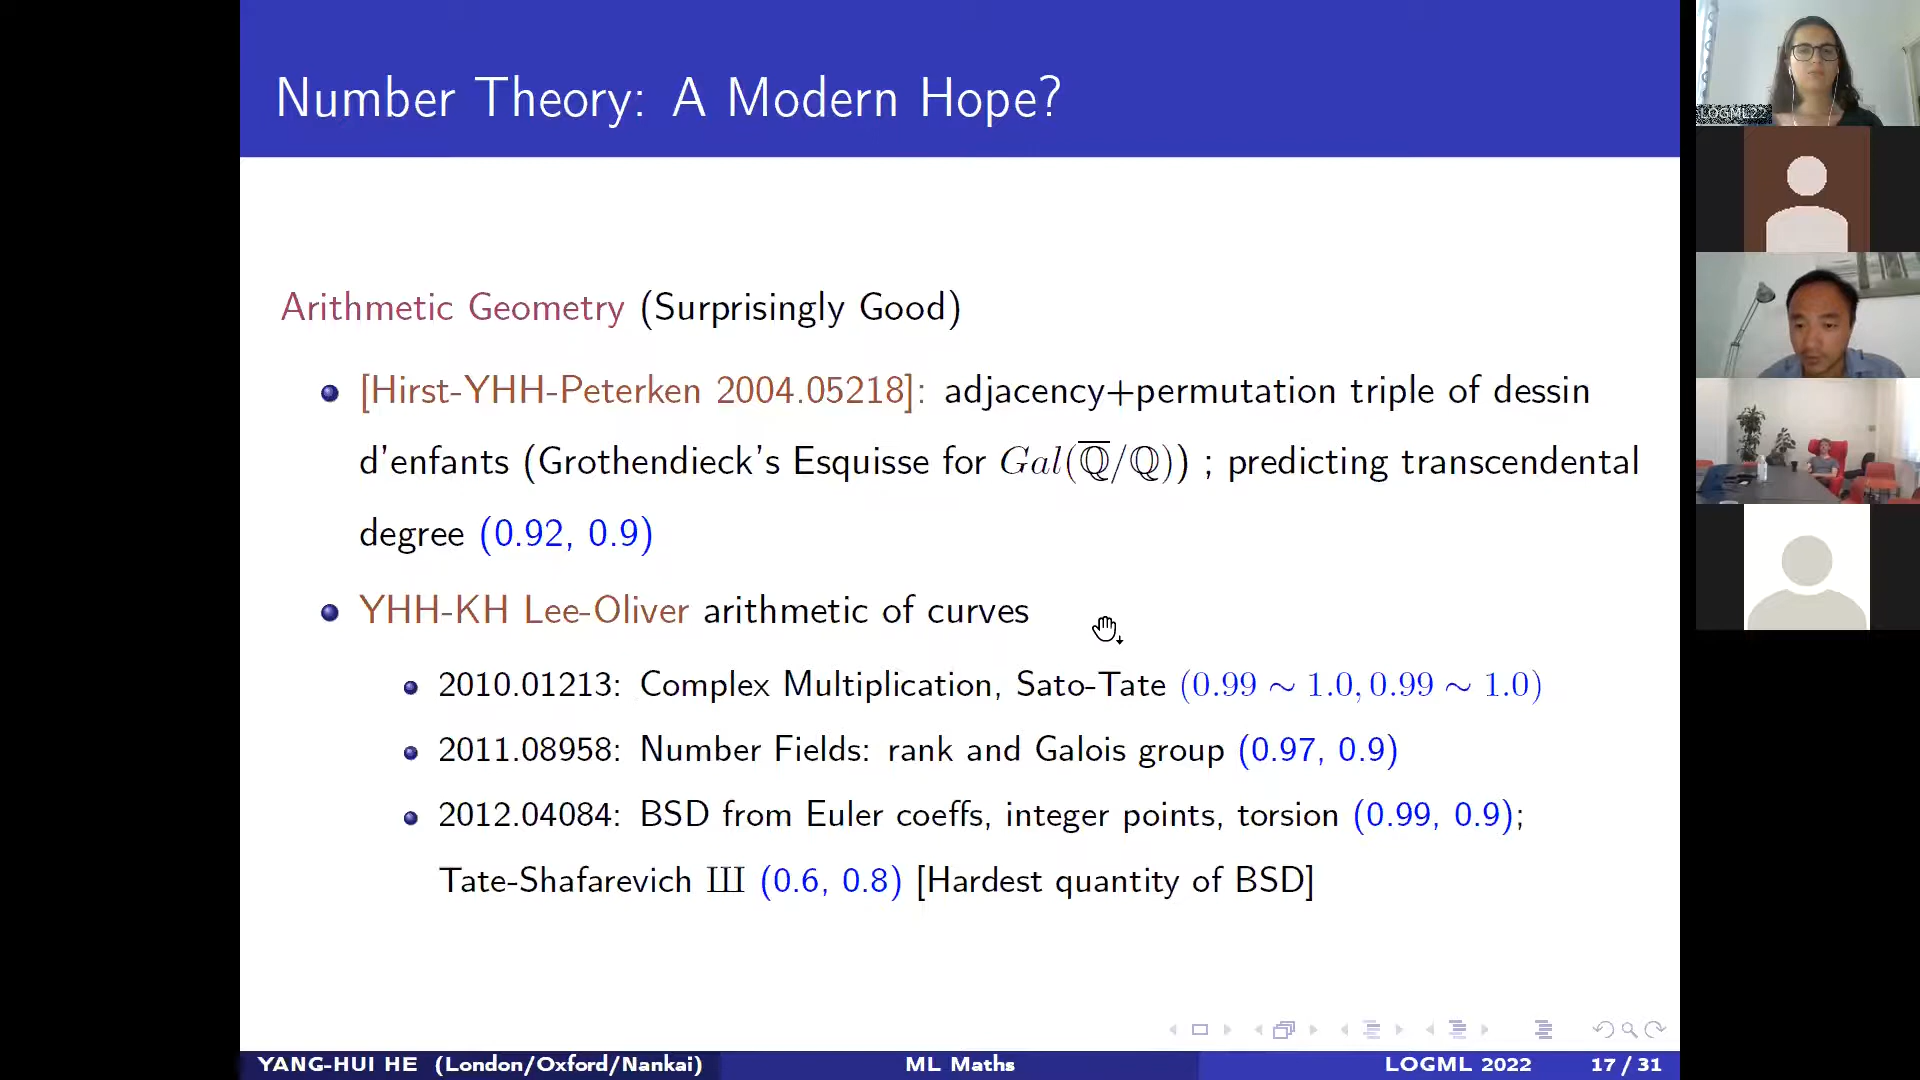 Number Theory: A Modern Hope?
LOGML22
Arithmetic Geometry (Surprisingly Good)
[Hirst-YHH-Peterken 2004.05218]: adjacency+permutation triple of dessin
d'enfants (Grothendieck's Esquisse for Gal(Q̅/ℚ)) ; predicting transcendental
degree (0.92, 0.9)
YHH-KH Lee-Oliver arithmetic of curves
2010.01213: Complex Multiplication, Sato-Tate (0.99 ∼ 1.0, 0.99 ∼ 1.0)
2011.08958: Number Fields: rank and Galois group (0.97, 0.9)
2012.04084: BSD from Euler coeffs, integer points, torsion (0.99, 0.9);
Tate-Shafarevich Ш (0.6, 0.8) [Hardest quantity of BSD]
YANG-HUI HE (London/Oxford/Nankai)
ML Maths
LOGML 2022
17 / 31